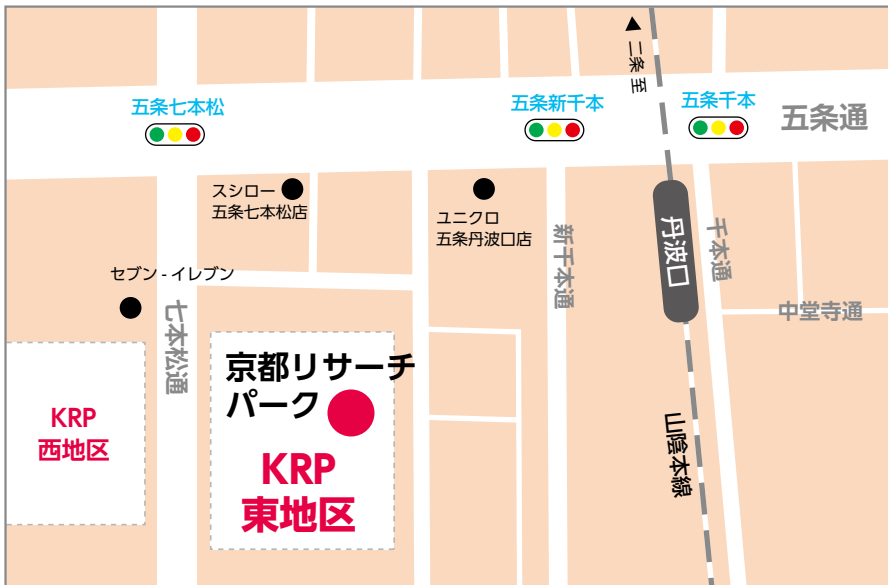 ▲二条 至
五条七本松
五条新千本
五条千本
五条通
スシロー
五条七本松店
ユニクロ
五条丹波口店
新千本通
丹波口
千本通
セブン - イレブン
七本松通
中堂寺通
京都リサーチ
パーク
KRP
西地区
KRP
東地区
山陰本線